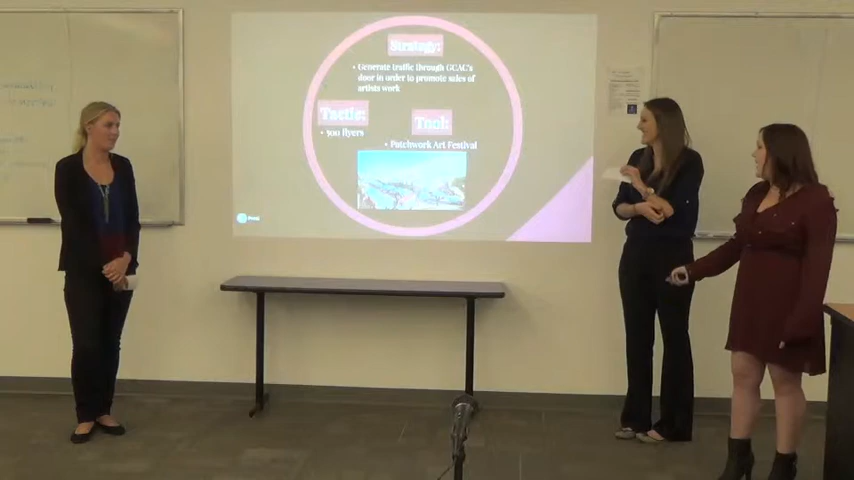 Strategy:
• Generate traffic through GCAC's
door in order to promote sales of
artists work
Tactic:
• 500 flyers
Tool:
• Patchwork Art Festival